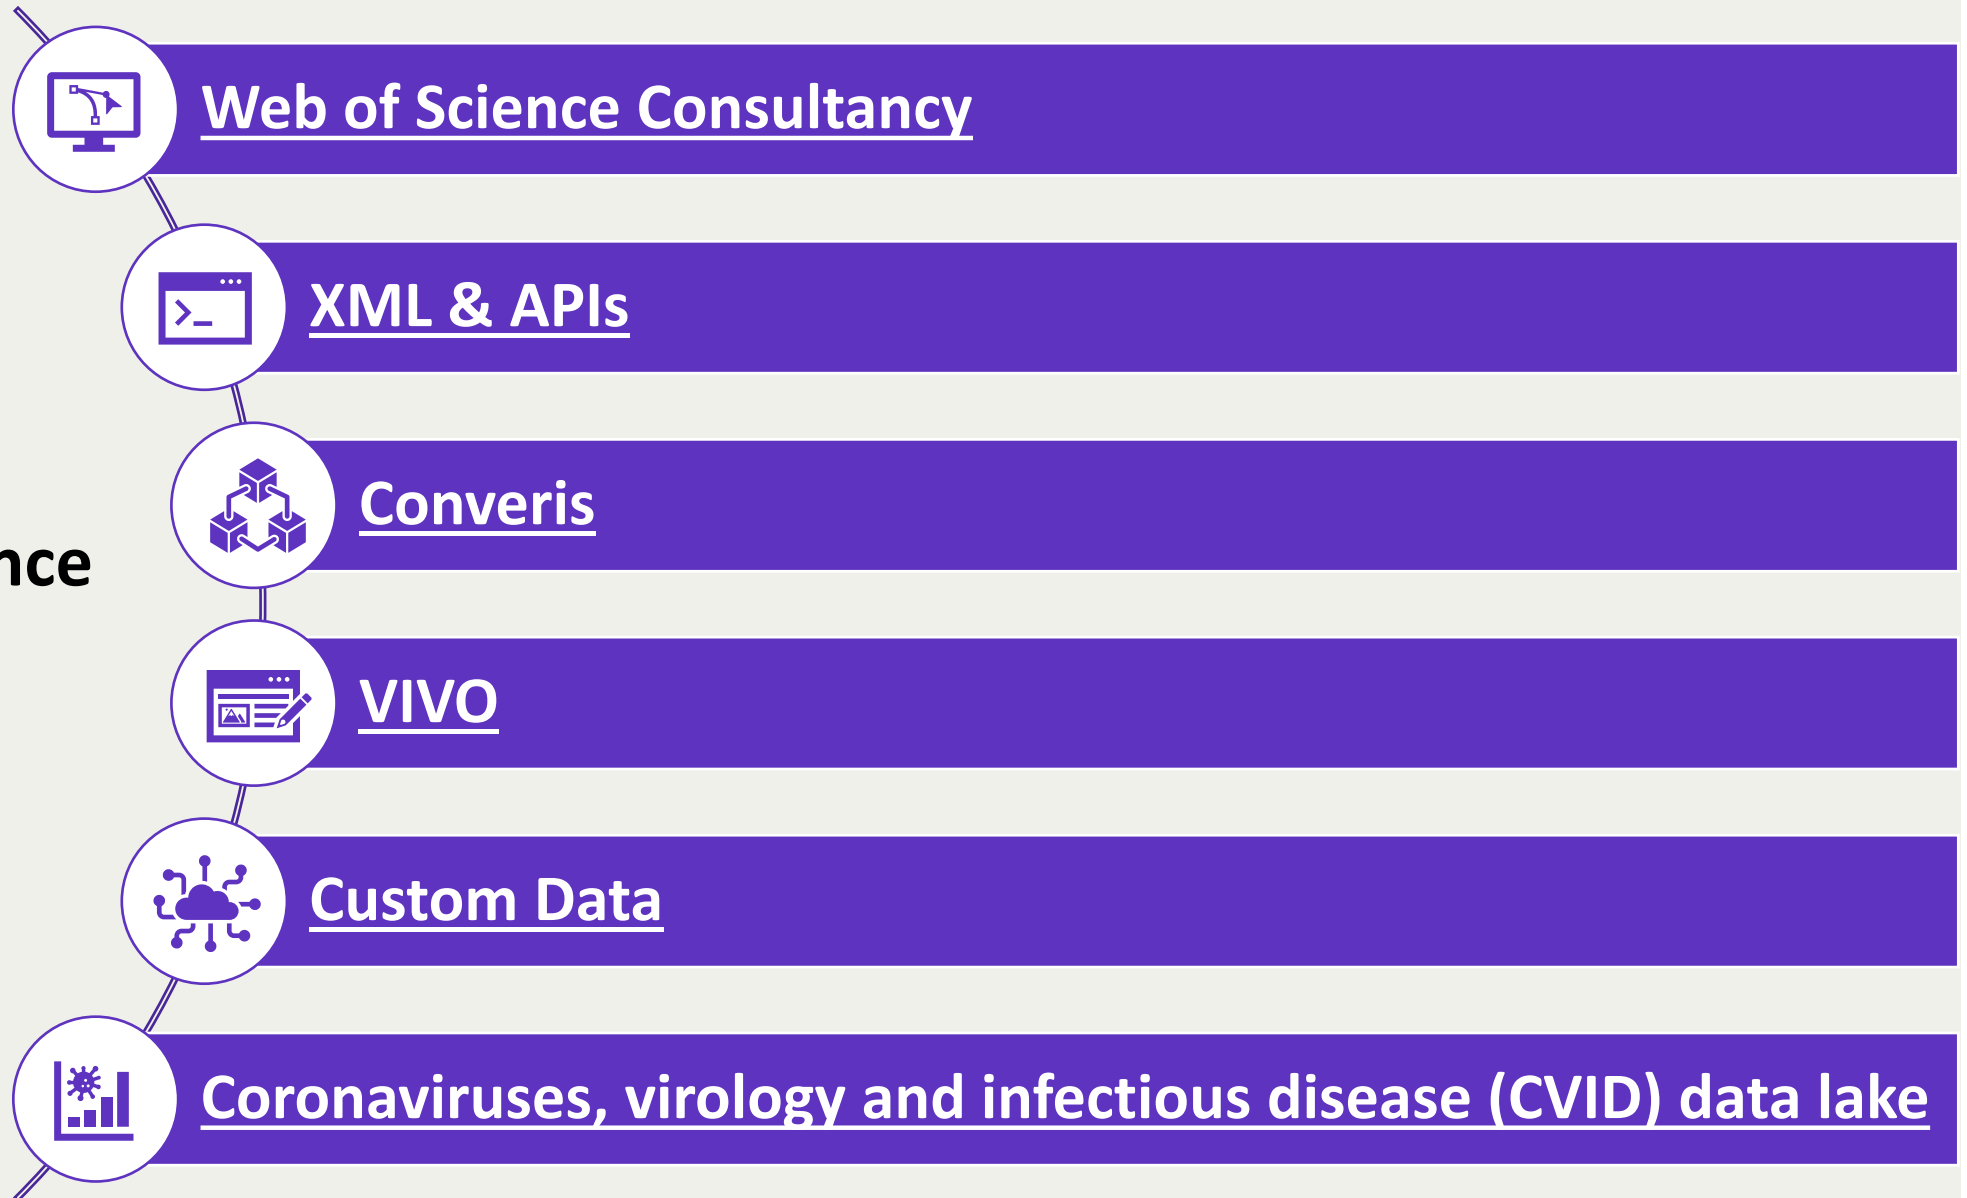 Web of Science Consultancy
XML & APIs
Converis
nce
VIVO
Custom Data
Coronaviruses, virology and infectious disease (CVID) data lake